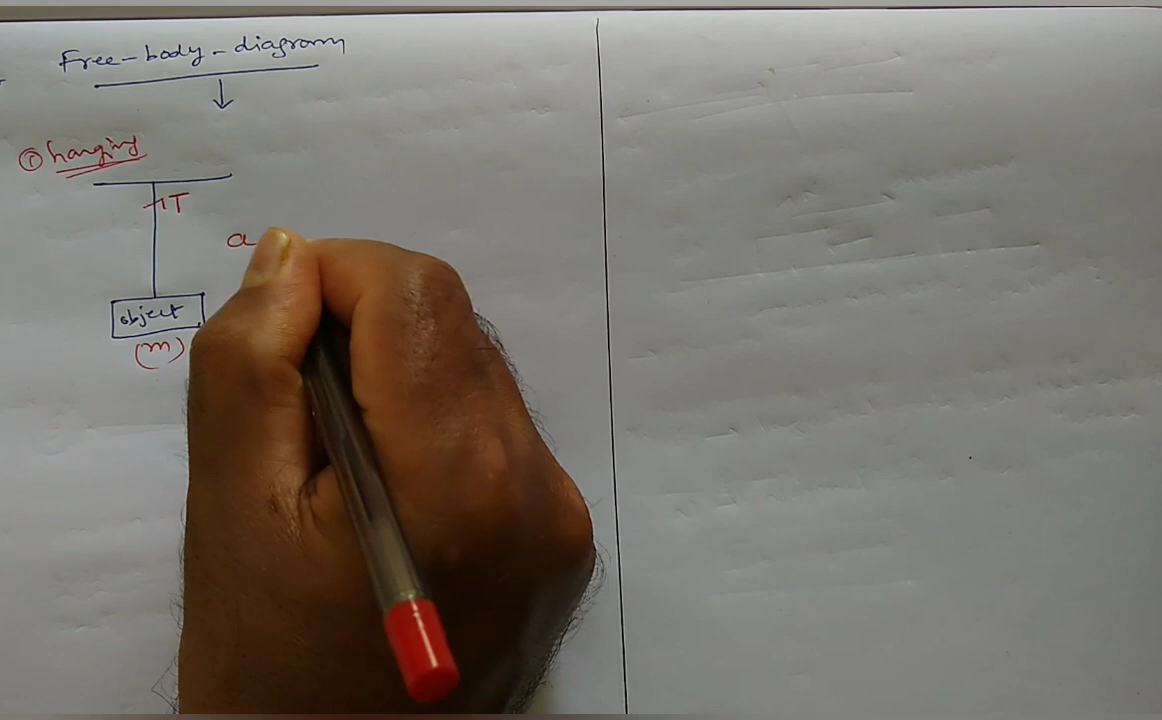 Free-body-diagram
① hanging
T
a
object
(m)